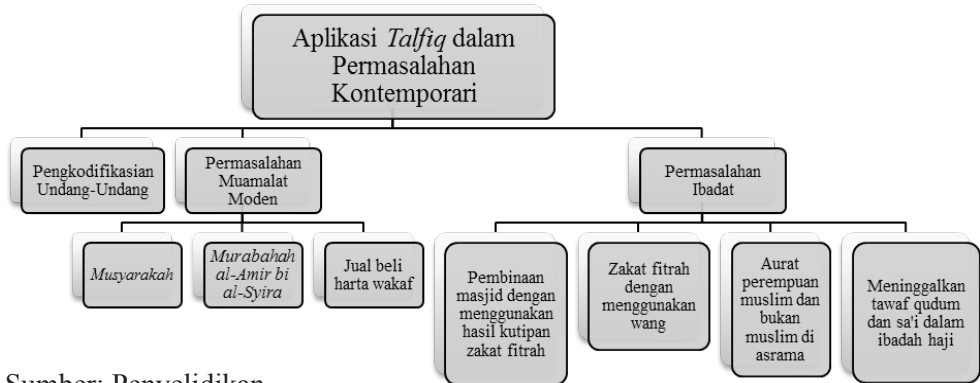 Aplikasi Talfiq dalam
Permasalahan
Kontemporari
Pengkodifikasian
Undang-Undang
Permasalahan
Muamalat
Moden
Permasalahan
Ibadat
Musyarakah
Murabahah
al-Amir bi
al-Syira
Jual beli
harta wakaf
Pembinaan
masjid dengan
menggunakan
hasil kutipan
zakat fitrah
Zakat fitrah
dengan
menggunakan
wang
Aurat
perempuan
muslim dan
bukan
muslim di
asrama
Meninggalkan
tawaf qudum
dan sa'i dalam
ibadah haji
Sumber: Penyelidikan